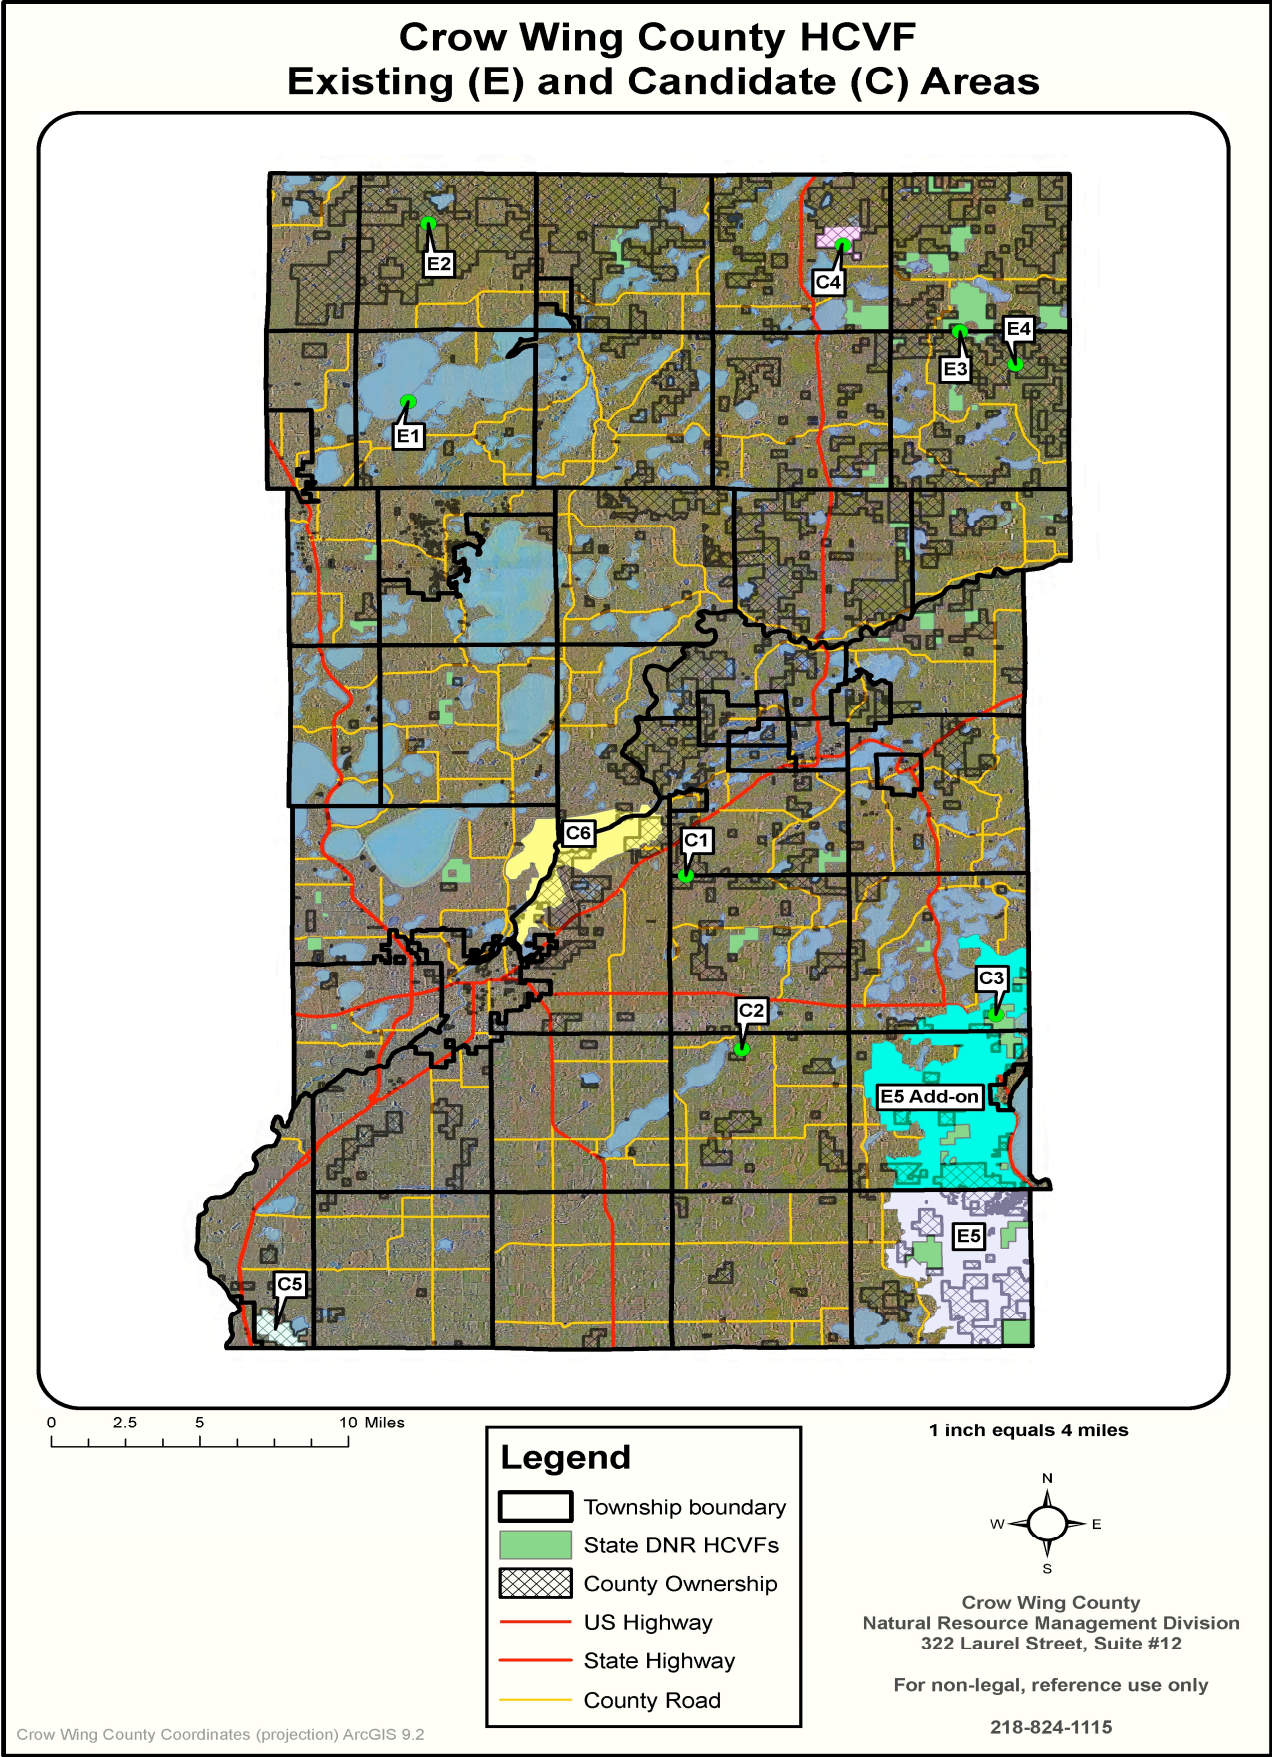 Crow Wing County HCVF
Existing (E) and Candidate (C) Areas
E2
C4
E4
E3
E1
C6
C1
C3
C2
E5 Add-on
E5
C5
0 2.5 5 10 Miles
1 inch equals 4 miles
Legend
Township boundary
State DNR HCVFs
County Ownership
US Highway
State Highway
County Road
N
W E
S
Crow Wing County
Natural Resource Management Division
322 Laurel Street, Suite #12
For non-legal, reference use only
218-824-1115
Crow Wing County Coordinates (projection) ArcGIS 9.2